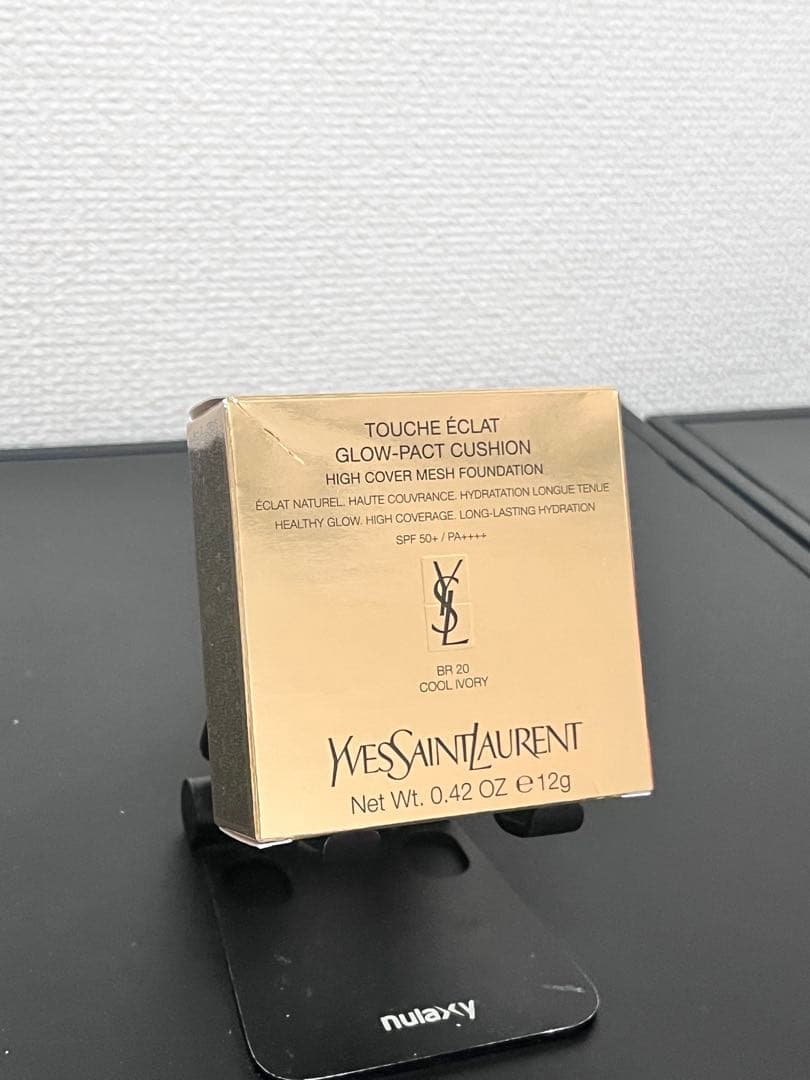 TOUCHE ÉCLAT
GLOW-PACT CUSHION
HIGH COVER MESH FOUNDATION
ÉCLAT NATUREL. HAUTE COUVRANCE. HYDRATATION LONGUE TENUE
HEALTHY GLOW. HIGH COVERAGE. LONG-LASTING HYDRATION
SPF 50+ / PA++++
YSL
BR 20
COOL IVORY
YVESSAINTLAURENT
Net Wt. 0.42 OZ ℮ 12g
nulaxy